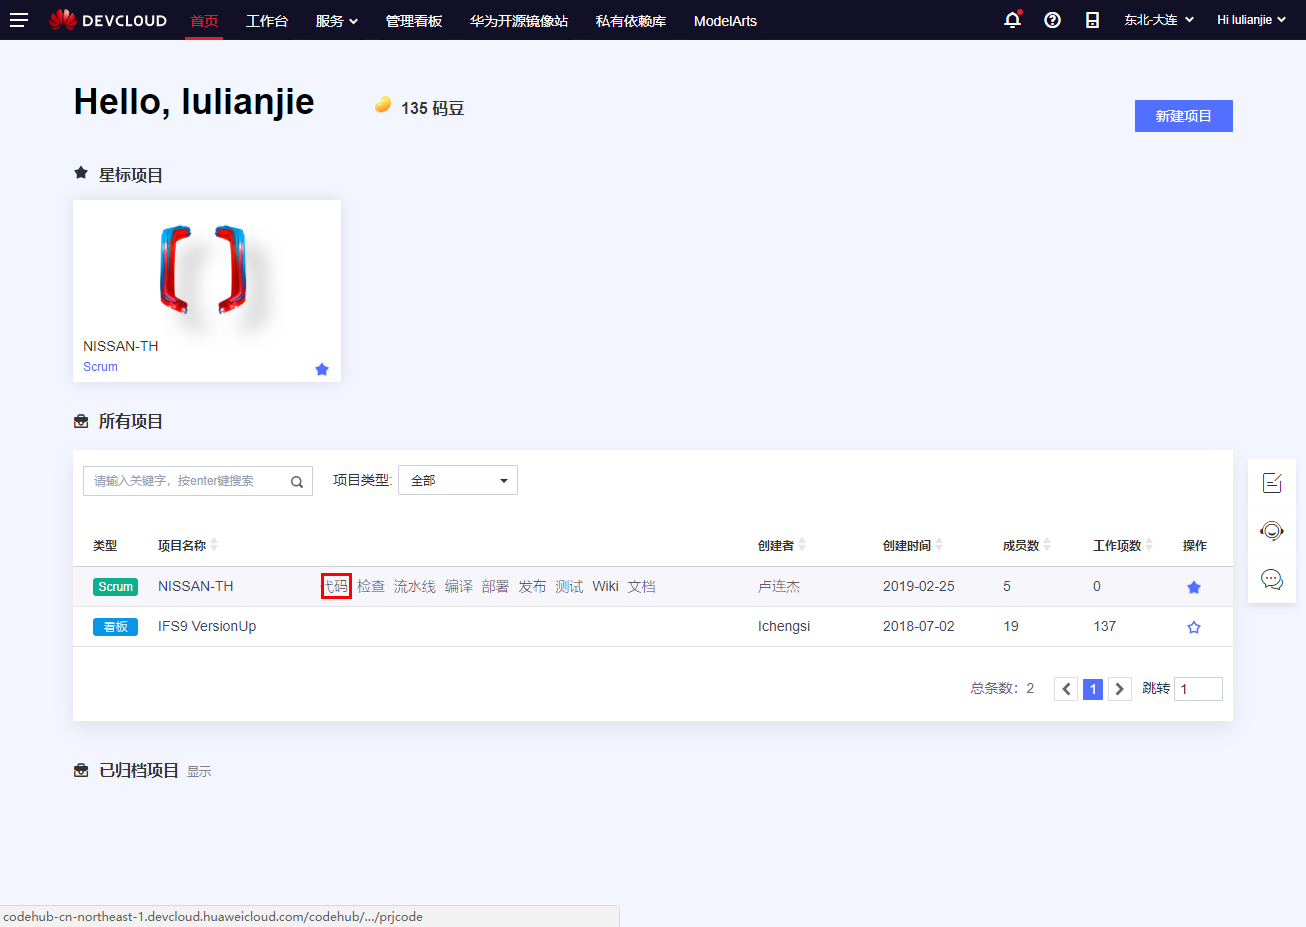 DEVCLOUD 首页 工作台 服务 管理看板 华为开源镜像站 私有依赖库 ModelArts 东北-大连 Hi lulianjie
Hello, lulianjie 135 码豆 新建项目
星标项目
NISSAN-TH
Scrum
所有项目
请输入关键字，按enter键搜索 项目类型: 全部
类型 项目名称 创建者 创建时间 成员数 工作项数 操作
Scrum NISSAN-TH 代码 检查 流水线 编译 部署 发布 测试 Wiki 文档 卢连杰 2019-02-25 5 0
看板 IFS9 VersionUp lchengsi 2018-07-02 19 137
总条数：2 1 跳转 1
已归档项目 显示
codehub-cn-northeast-1.devcloud.huaweicloud.com/codehub/.../prjcode